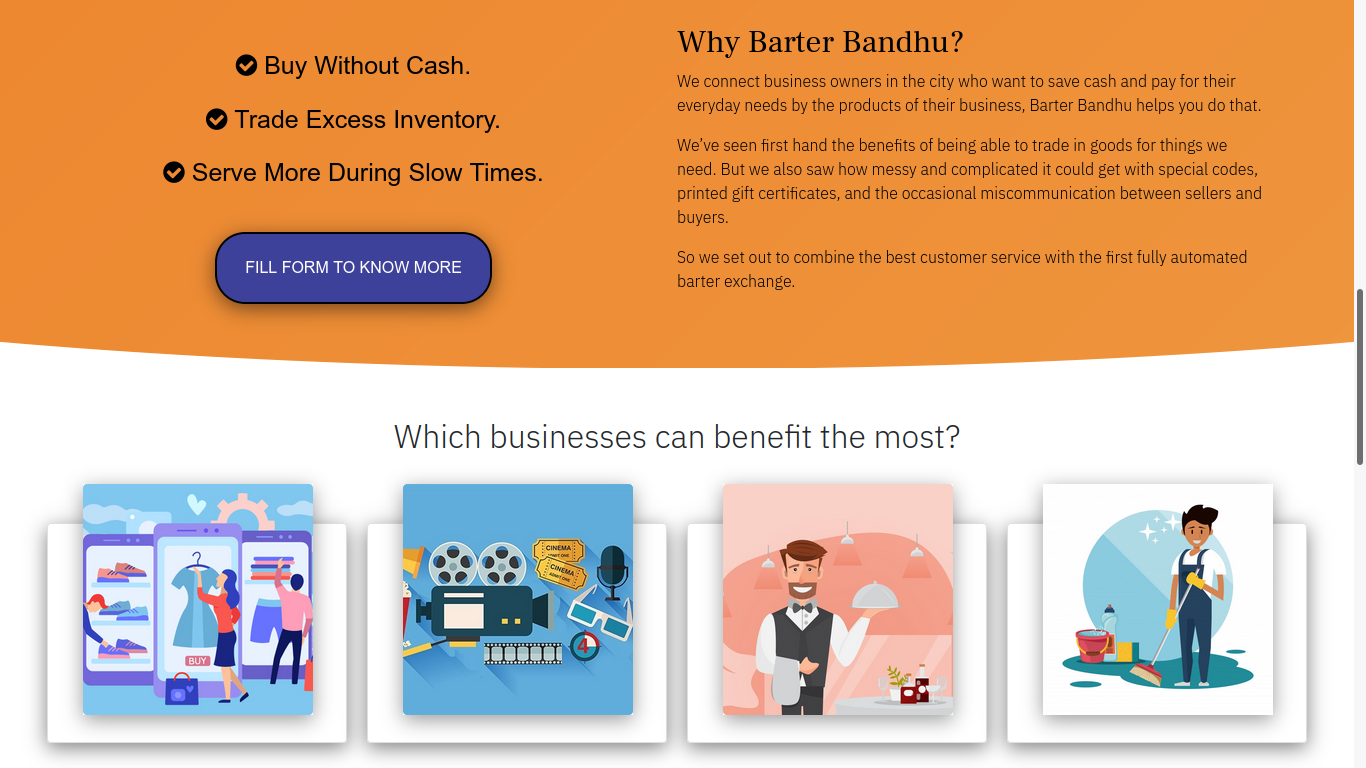 Buy Without Cash.
Trade Excess Inventory.
Serve More During Slow Times.
FILL FORM TO KNOW MORE
Why Barter Bandhu?
We connect business owners in the city who want to save cash and pay for their
everyday needs by the products of their business, Barter Bandhu helps you do that.
We’ve seen first hand the benefits of being able to trade in goods for things we
need. But we also saw how messy and complicated it could get with special codes,
printed gift certificates, and the occasional miscommunication between sellers and
buyers.
So we set out to combine the best customer service with the first fully automated
barter exchange.
Which businesses can benefit the most?
BUY
CINEMA
ADMIT ONE
CINEMA
ADMIT ONE
4